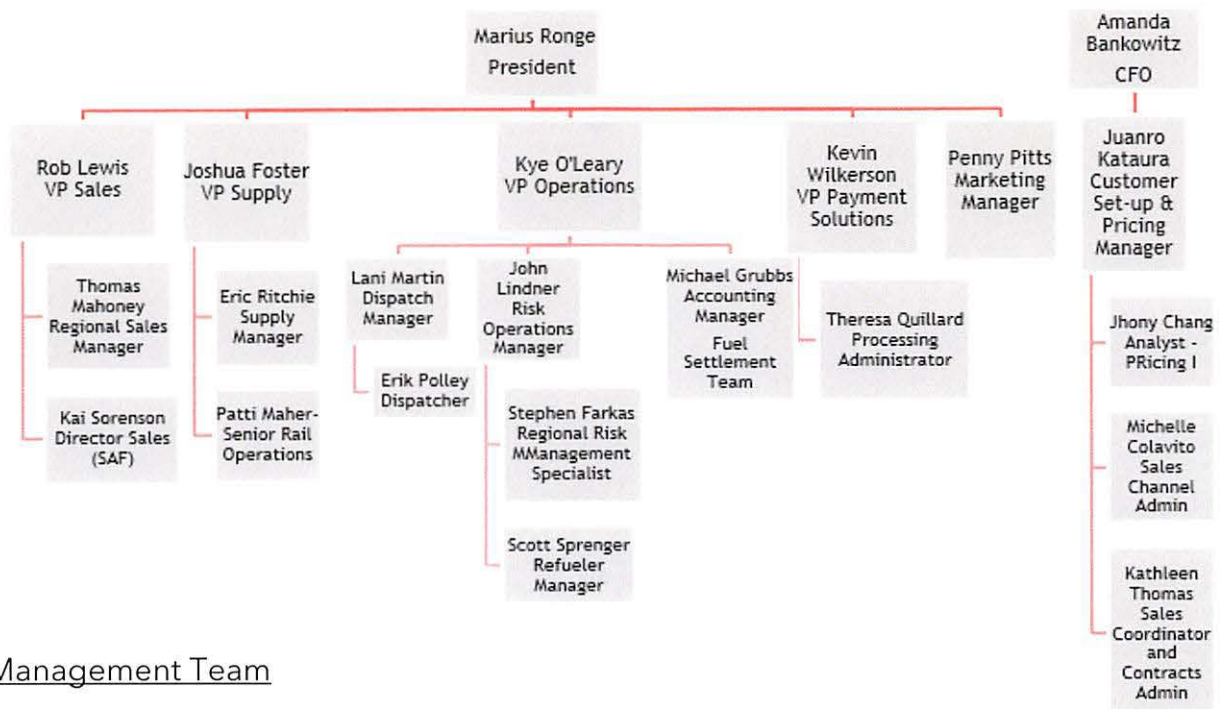 Marius Ronge
President
Amanda
Bankowitz
CFO
Rob Lewis
VP Sales
Joshua Foster
VP Supply
Kye O'Leary
VP Operations
Kevin
Wilkerson
VP Payment
Solutions
Penny Pitts
Marketing
Manager
Juanro
Kataura
Customer
Set-up &
Pricing
Manager
Thomas
Mahoney
Regional Sales
Manager
Kai Sorenson
Director Sales
(SAF)
Eric Ritchie
Supply
Manager
Patti Maher-
Senior Rail
Operations
Lani Martin
Dispatch
Manager
Erik Polley
Dispatcher
John
Lindner
Risk
Operations
Manager
Stephen Farkas
Regional Risk
MManagement
Specialist
Scott Sprenger
Refueler
Manager
Michael Grubbs
Accounting
Manager
Fuel
Settlement
Team
Theresa Quillard
Processing
Administrator
Jhony Chang
Analyst -
PRicing I
Michelle
Colavito
Sales
Channel
Admin
Kathleen
Thomas
Sales
Coordinator
and
Contracts
Admin
Management Team